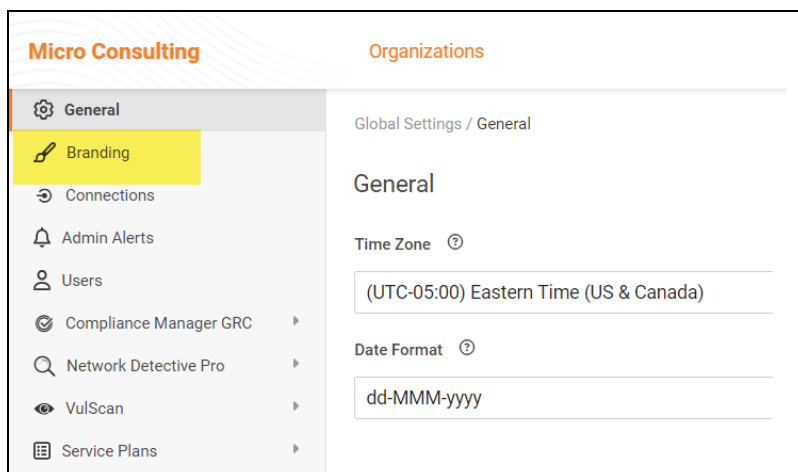 Micro Consulting
Organizations
General
Branding
Connections
Admin Alerts
Users
Compliance Manager GRC
Network Detective Pro
VulScan
Service Plans
Global Settings / General
General
Time Zone ?
(UTC-05:00) Eastern Time (US & Canada)
Date Format ?
dd-MMM-yyyy